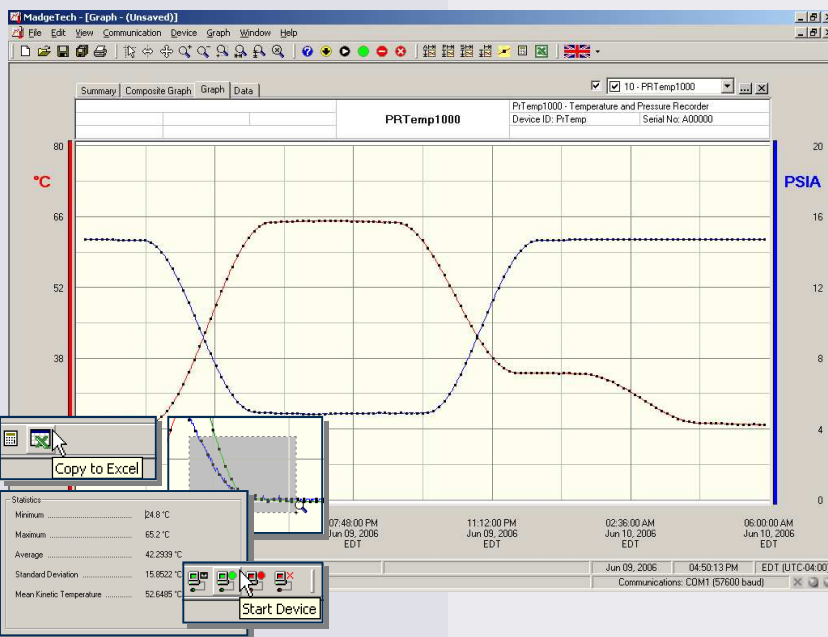 MadgeTech - [Graph - (Unsaved)]
File Edit View Communication Device Graph Window Help
Summary Composite Graph Graph Data
10 - PRTemp1000
PRTemp1000
PrTemp1000 - Temperature and Pressure Recorder
Device ID: PrTemp Serial No: A00000
80
20
°C
PSIA
66
16
52
12
38
8
4
0
Copy to Excel
07:48:00 PM 11:12:00 PM 02:36:00 AM 06:00:00 AM
Jun 09, 2006 Jun 09, 2006 Jun 10, 2006 Jun 10, 2006
EDT EDT EDT EDT
Statistics
Minimum 24.8 °C
Maximum 65.2 °C
Average 42.2939 °C
Standard Deviation 15.8522 °C
Mean Kinetic Temperature 52.6485 °C
Start Device
Jun 09, 2006 04:50:13 PM EDT (UTC-04:00)
Communications: COM1 (57600 baud)